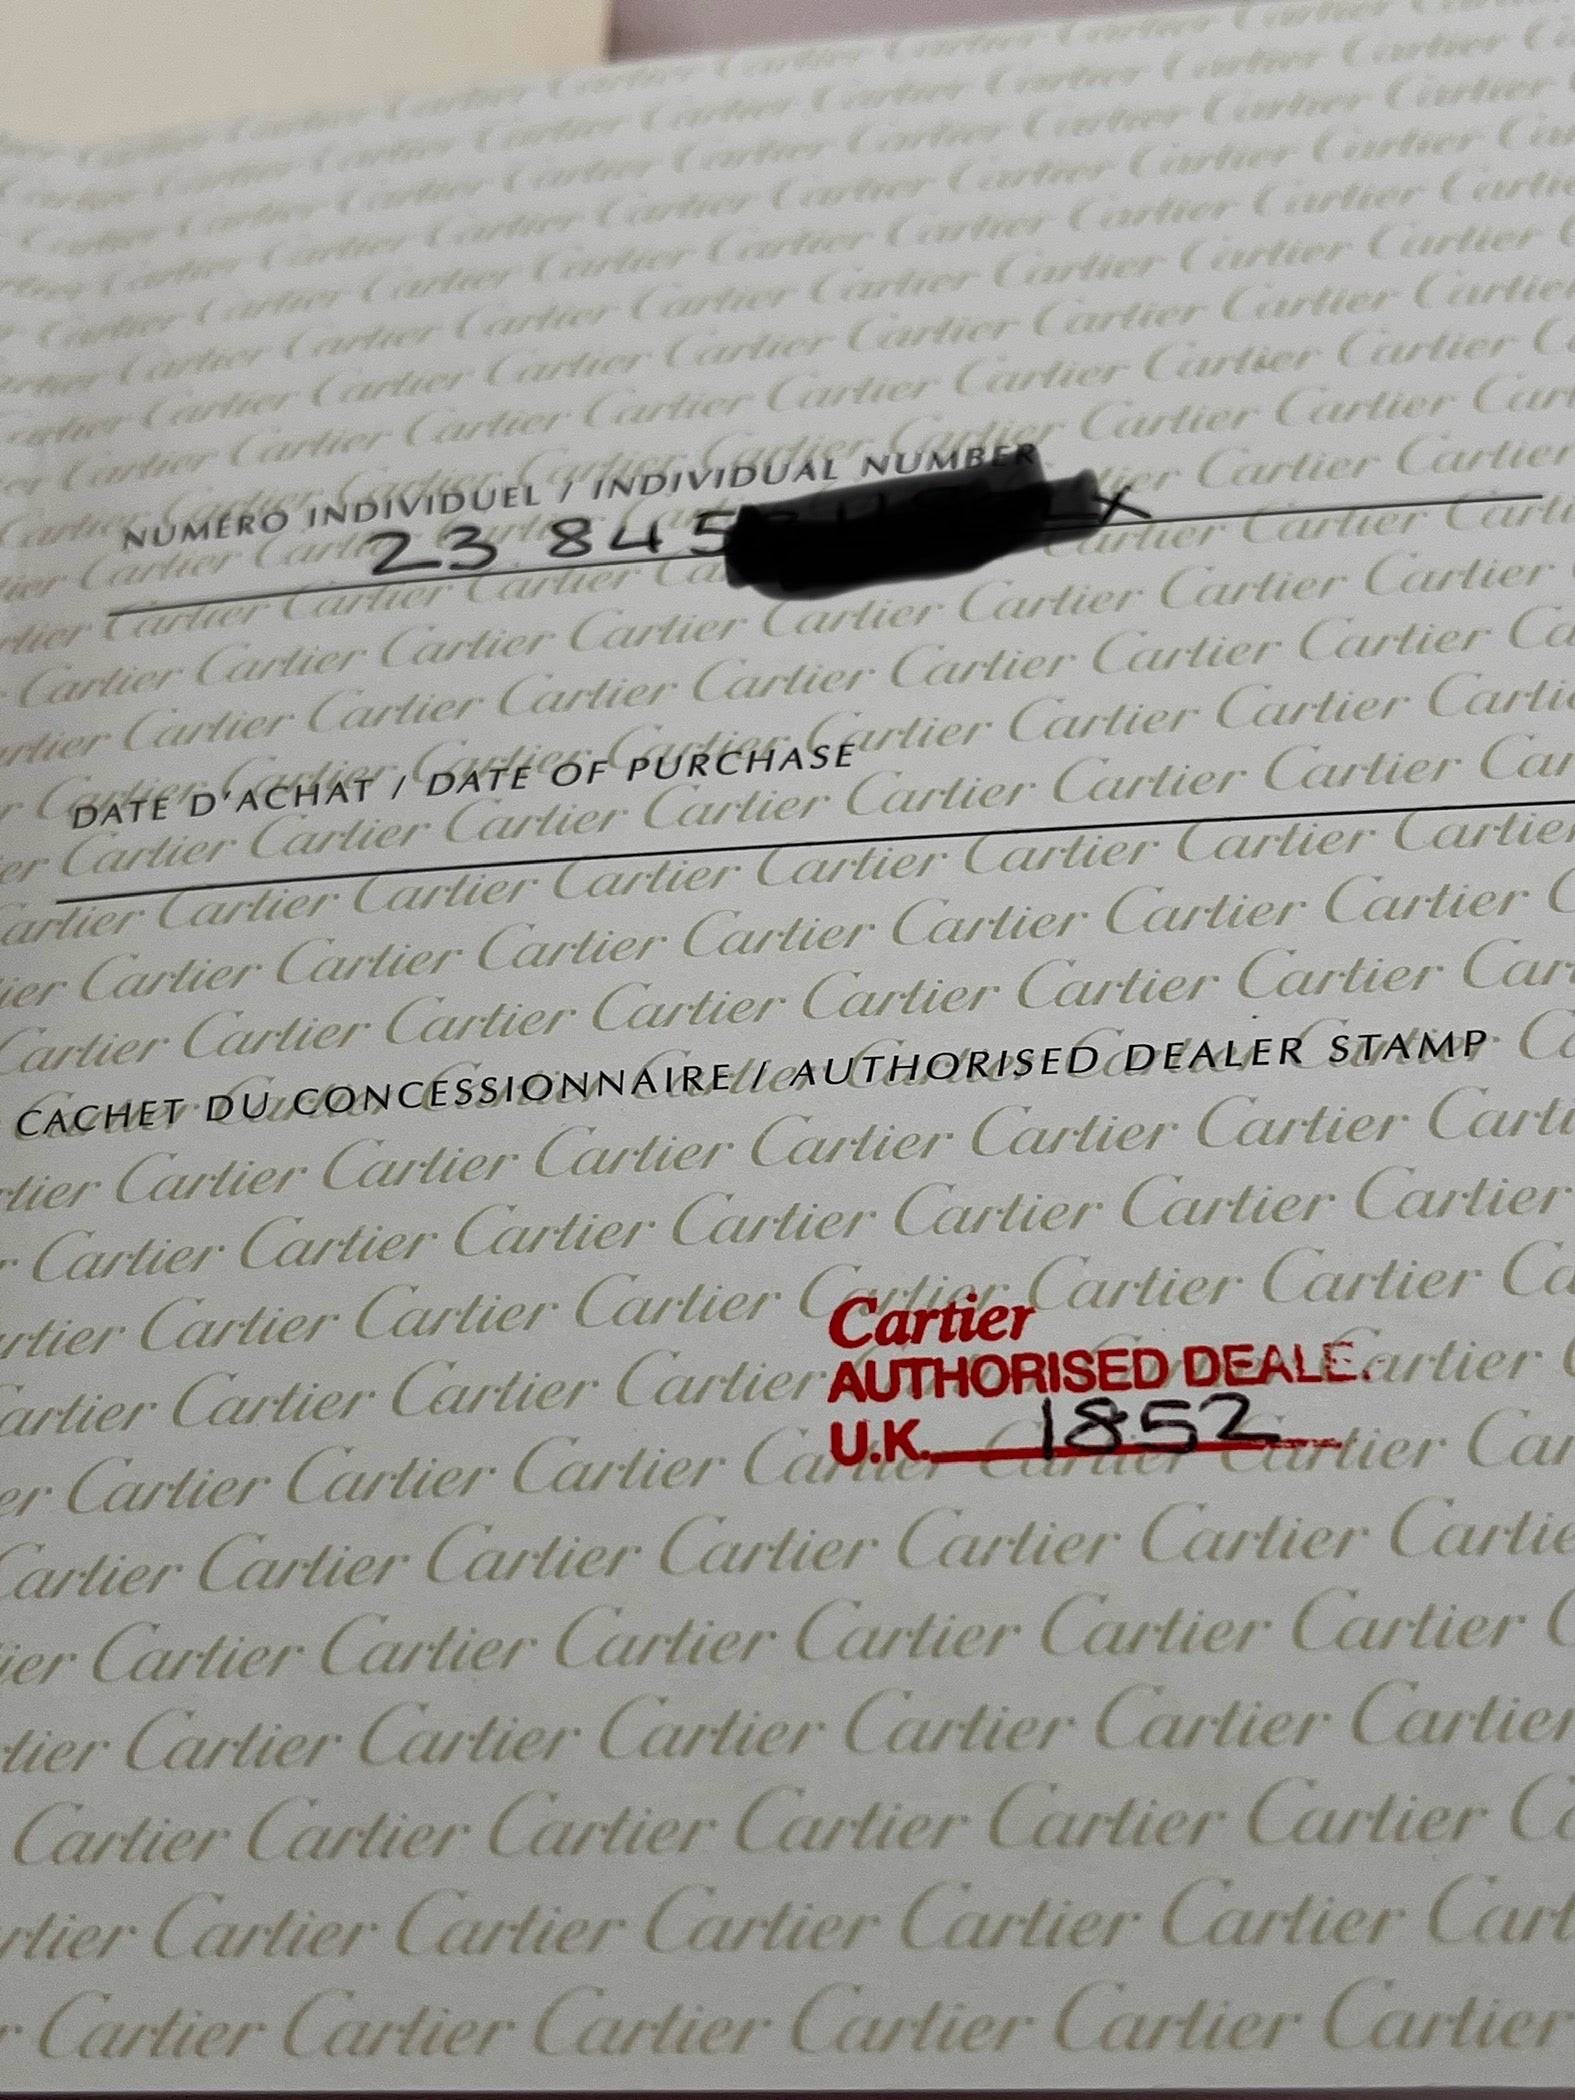 NUMÉRO INDIVIDUEL / INDIVIDUAL NUMBER
23 845 X
DATE D'ACHAT / DATE OF PURCHASE
CACHET DU CONCESSIONNAIRE / AUTHORISED DEALER STAMP
Cartier
AUTHORISED DEALE
U.K. 1852